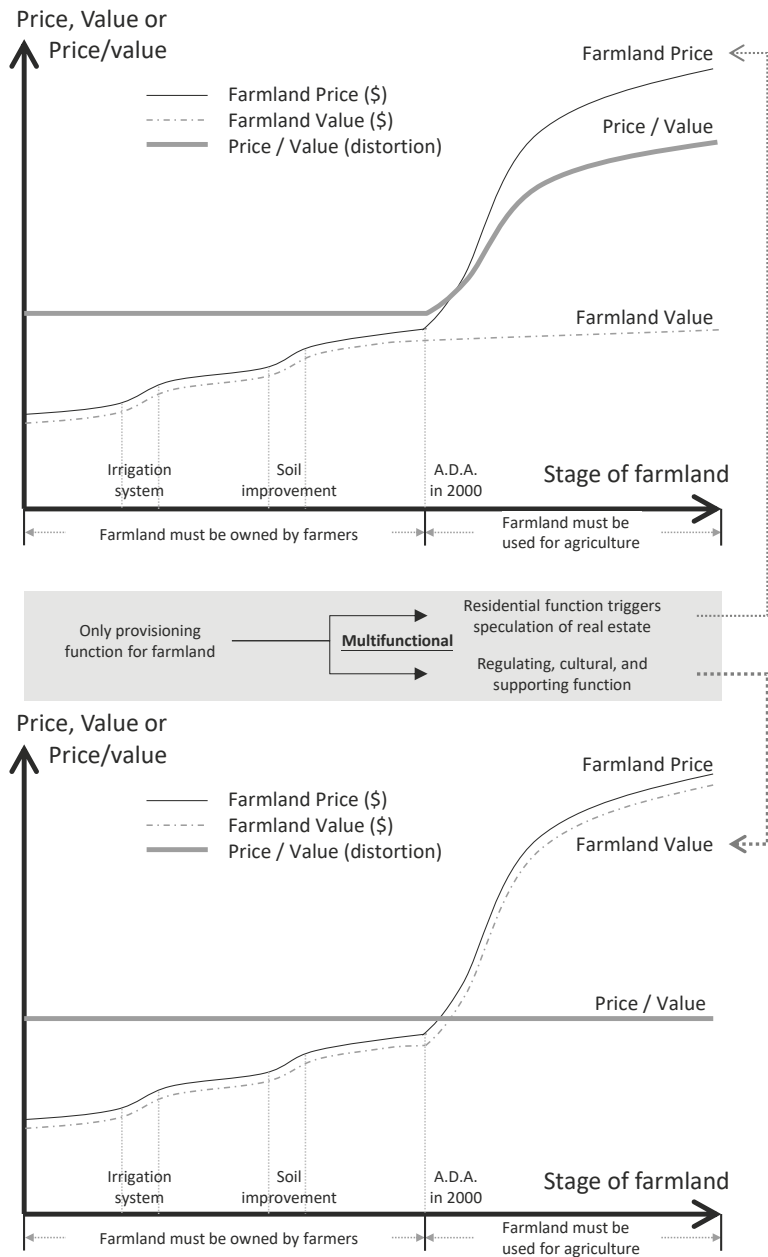 Price, Value or
Price/value
Farmland Price
Farmland Price ($)
Farmland Value ($)
Price / Value (distortion)
Price / Value
Farmland Value
Irrigation
system
Soil
improvement
A.D.A.
in 2000
Stage of farmland
Farmland must be owned by farmers
Farmland must be
used for agriculture
Only provisioning
function for farmland
Multifunctional
Residential function triggers
speculation of real estate
Regulating, cultural, and
supporting function
Price, Value or
Price/value
Farmland Price
Farmland Price ($)
Farmland Value ($)
Price / Value (distortion)
Farmland Value
Price / Value
Irrigation
system
Soil
improvement
A.D.A.
in 2000
Stage of farmland
Farmland must be owned by farmers
Farmland must be
used for agriculture